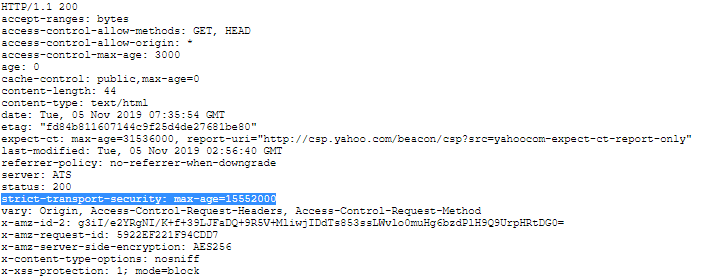 HTTP/1.1 200
accept-ranges: bytes
access-control-allow-methods: GET, HEAD
access-control-allow-origin: *
access-control-max-age: 3000
age: 0
cache-control: public,max-age=0
content-length: 44
content-type: text/html
date: Tue, 05 Nov 2019 07:35:54 GMT
etag: "fd84b811607144c9f25d4de27681be80"
expect-ct: max-age=31536000, report-uri="http://csp.yahoo.com/beacon/csp?src=yahoocom-expect-ct-report-only"
last-modified: Tue, 05 Nov 2019 02:56:40 GMT
referrer-policy: no-referrer-when-downgrade
server: ATS
status: 200
strict-transport-security: max-age=15552000
vary: Origin, Access-Control-Request-Headers, Access-Control-Request-Method
x-amz-id-2: g3iI/e2YRgNI/K+f+39LJFaDQ+9R5V+MliwjIDdTs853ssLWvlo0muHg6bzdPlH9Q9UrpHRtDG0=
x-amz-request-id: 5922EF221F94CDD7
x-amz-server-side-encryption: AES256
x-content-type-options: nosniff
x-xss-protection: 1; mode=block